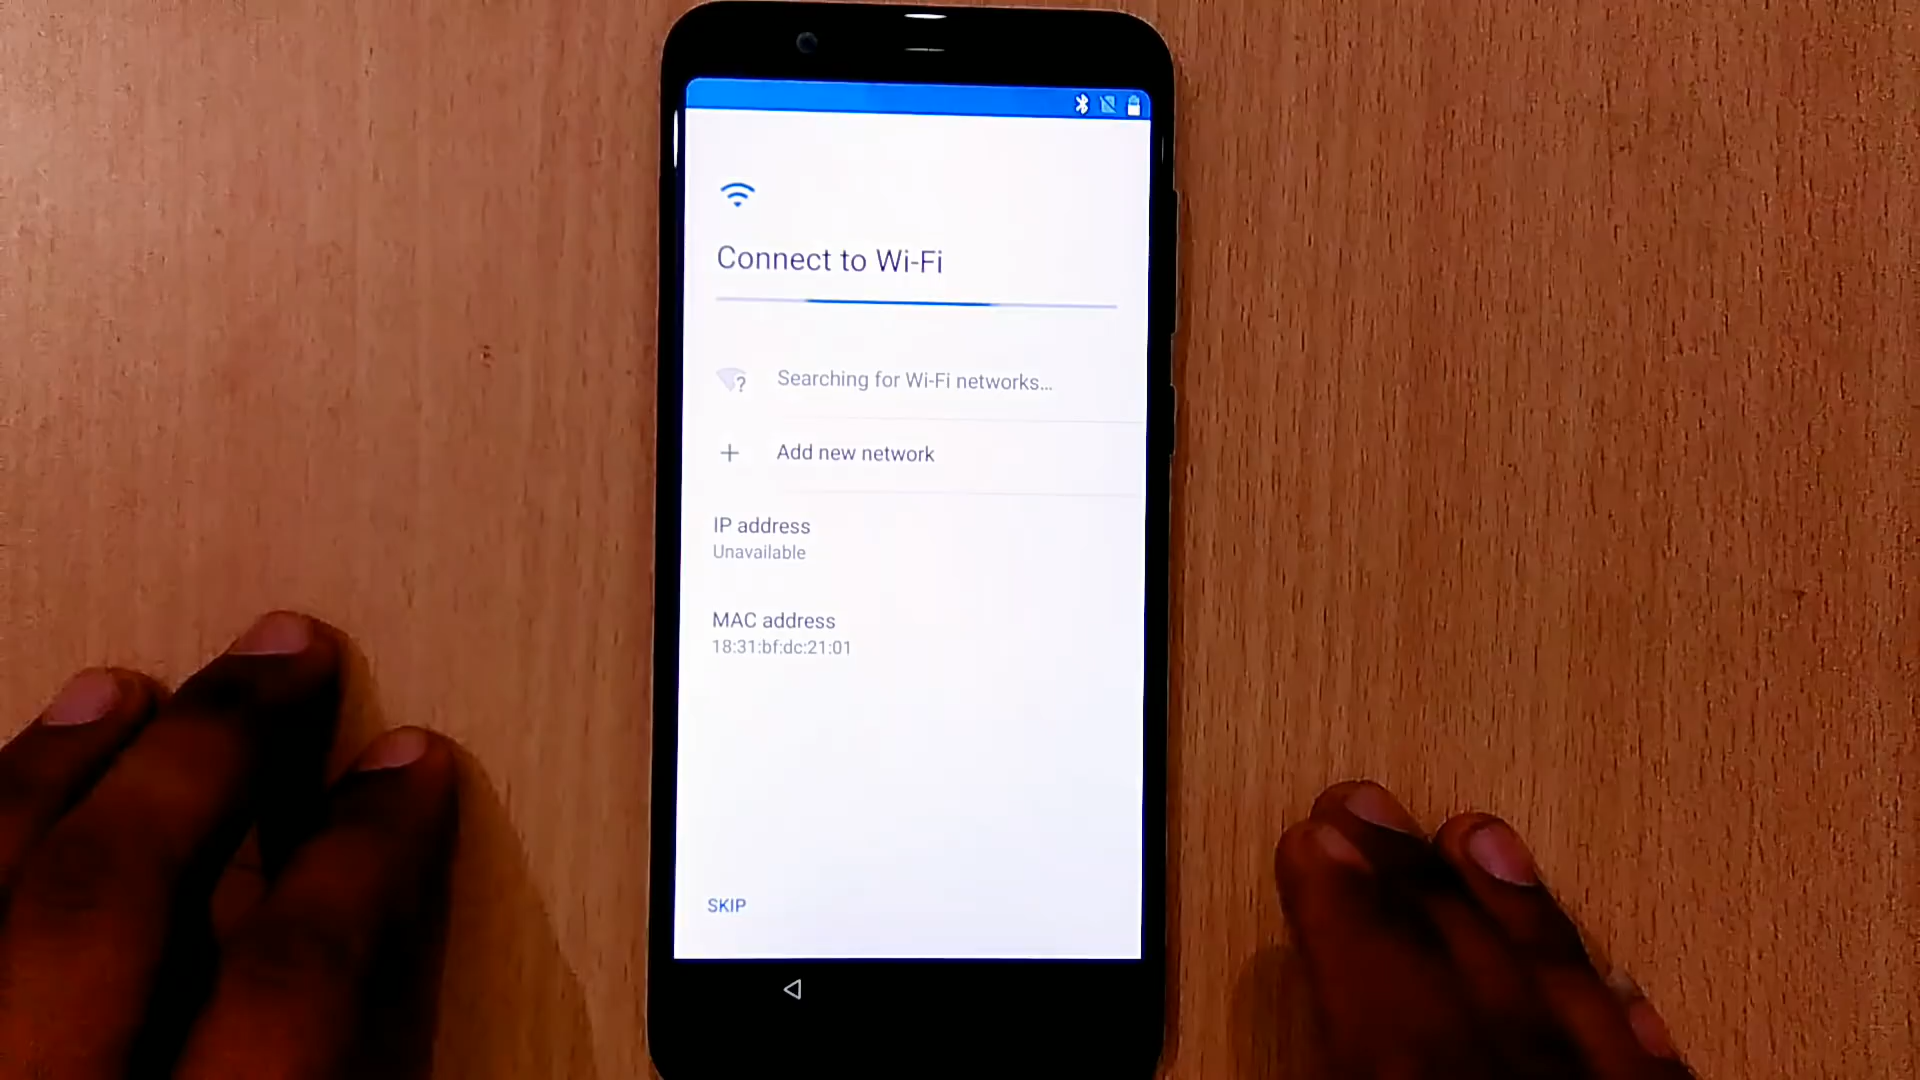 Connect to Wi-Fi
Searching for Wi-Fi networks...
Add new network
IP address
Unavailable
MAC address
18:31:bf:dc:21:01
SKIP